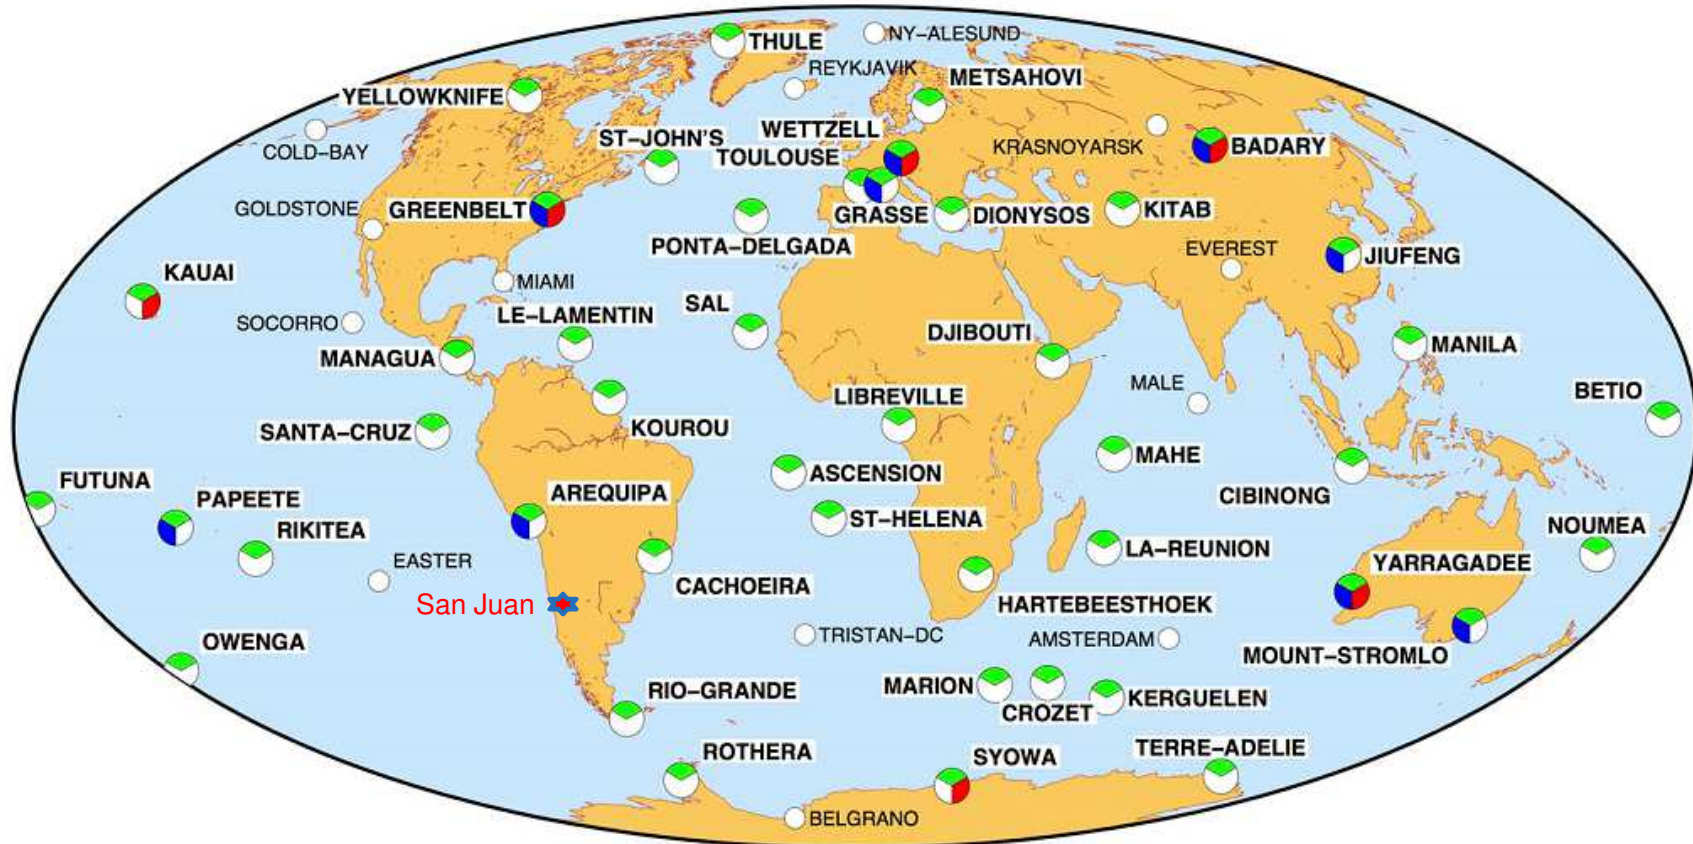 THULE
NY-ALESUND
REYKJAVIK
METSAHOVI
YELLOWKNIFE
WETTZELL
ST-JOHN'S
COLD-BAY
TOULOUSE
KRASNOYARSK
BADARY
GOLDSTONE
GREENBELT
GRASSE
DIONYSOS
KITAB
PONTA-DELGADA
EVEREST
JIUFENG
KAUAI
MIAMI
SAL
LE-LAMENTIN
SOCORRO
DJIBOUTI
MANILA
MANAGUA
MALE
BETIO
LIBREVILLE
KOUROU
SANTA-CRUZ
MAHE
ASCENSION
FUTUNA
PAPEETE
AREQUIPA
CIBINONG
ST-HELENA
NOUMEA
RIKITEA
LA-REUNION
EASTER
YARRAGADEE
CACHOEIRA
San Juan
HARTEBEESTHOEK
TRISTAN-DC
AMSTERDAM
OWENGA
MOUNT-STROMLO
RIO-GRANDE
MARION
KERGUELEN
CROZET
ROTHERA
SYOWA
TERRE-ADELIE
BELGRANO